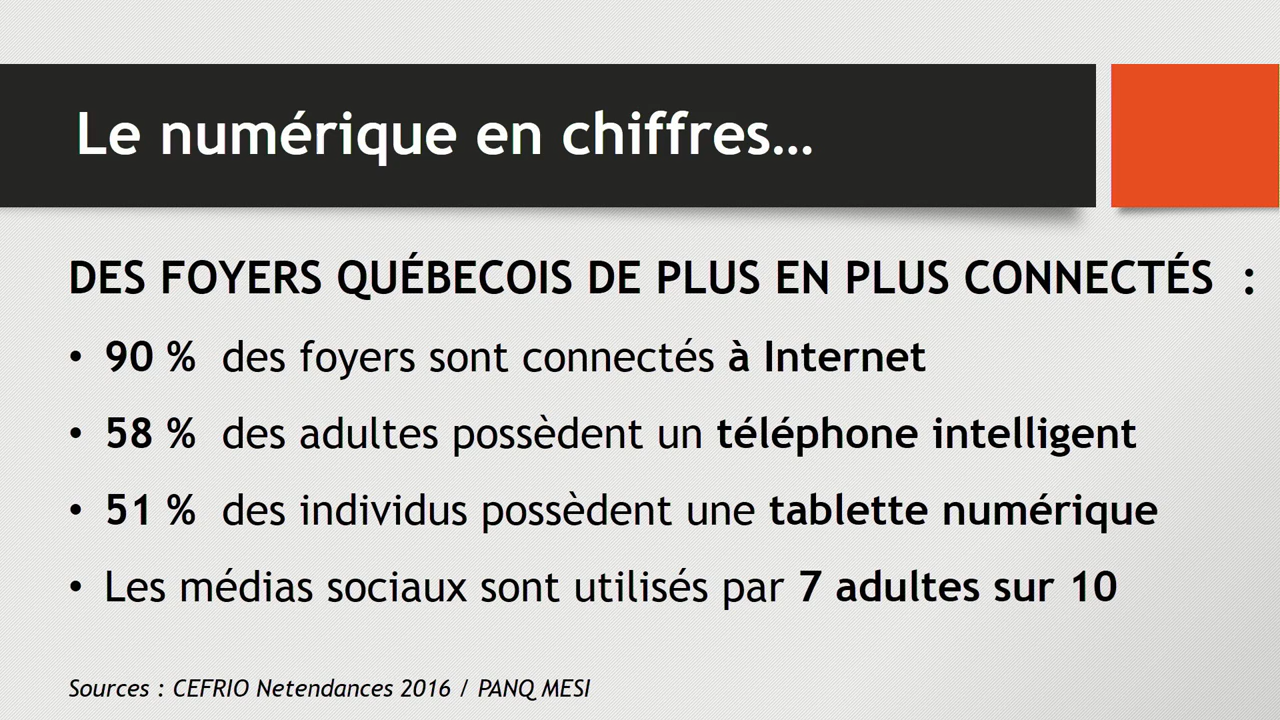 Le numérique en chiffres…
DES FOYERS QUÉBECOIS DE PLUS EN PLUS CONNECTÉS :
• 90 % des foyers sont connectés à Internet
• 58 % des adultes possèdent un téléphone intelligent
• 51 % des individus possèdent une tablette numérique
• Les médias sociaux sont utilisés par 7 adultes sur 10
Sources : CEFRIO Netendances 2016 / PANQ MESI